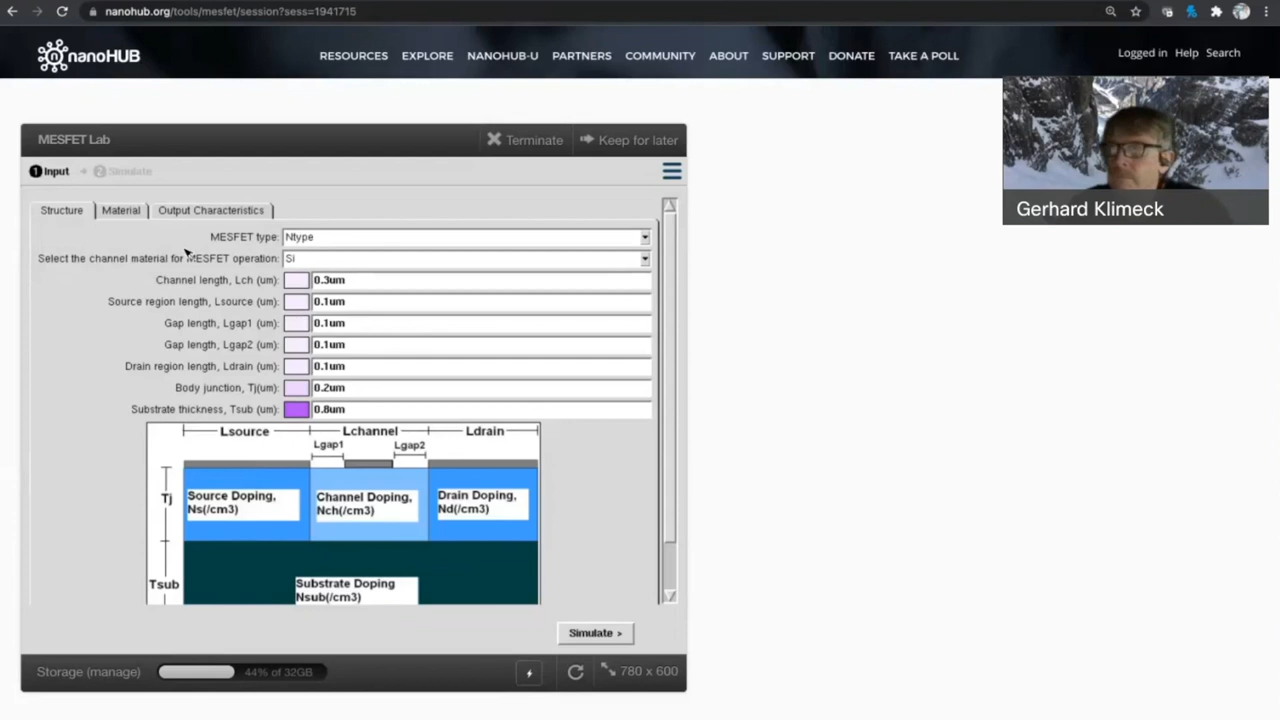 nanohub.org/tools/mesfet/session?sess=1941715
nanoHUB
RESOURCES EXPLORE NANOHUB-U PARTNERS COMMUNITY ABOUT SUPPORT DONATE TAKE A POLL
Logged in Help Search
Gerhard Klimeck
MESFET Lab
Terminate
Keep for later
1 Input
2 Simulate
Structure
Material
Output Characteristics
MESFET type: Ntype
Select the channel material for MESFET operation: Si
Channel length, Lch (um): 0.3um
Source region length, Lsource (um): 0.1um
Gap length, Lgap1 (um): 0.1um
Gap length, Lgap2 (um): 0.1um
Drain region length, Ldrain (um): 0.1um
Body junction, Tj(um): 0.2um
Substrate thickness, Tsub (um): 0.8um
Lsource Lchannel Ldrain
Lgap1 Lgap2
Tj
Source Doping,
Ns(/cm3)
Channel Doping,
Nch(/cm3)
Drain Doping,
Nd(/cm3)
Tsub
Substrate Doping
Nsub(/cm3)
Simulate >
Storage (manage) 44% of 32GB
780 x 600